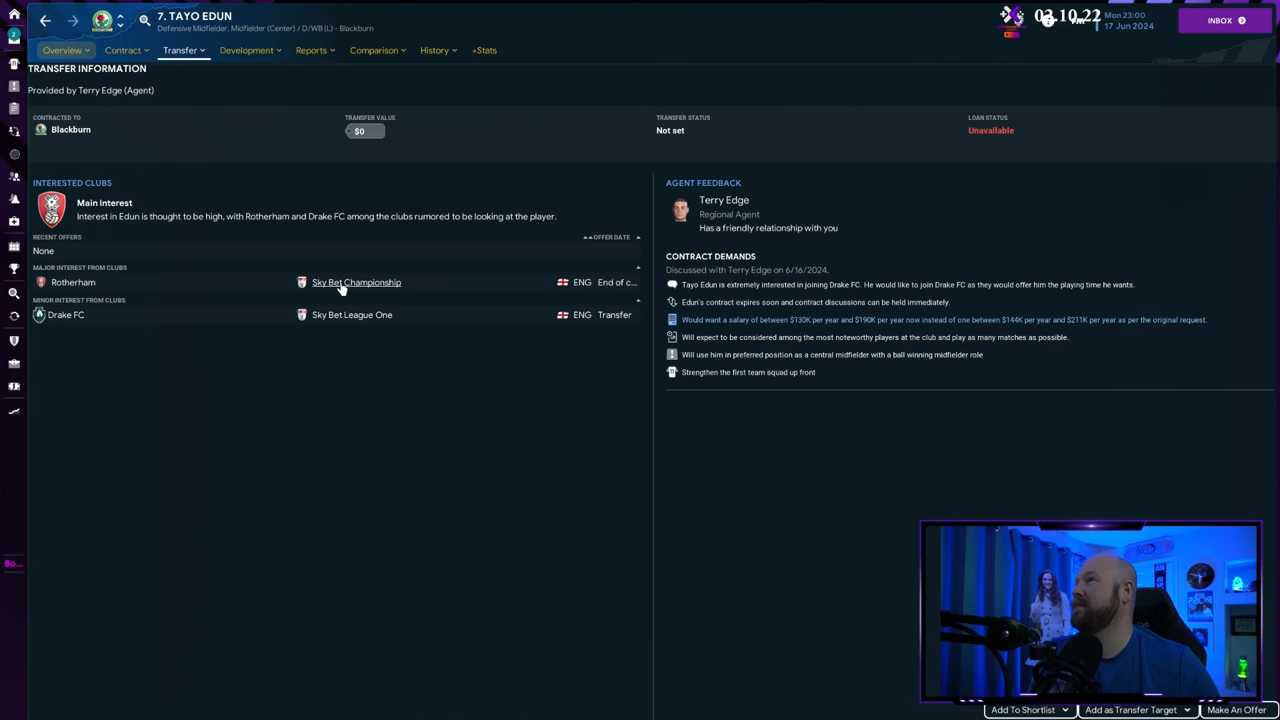 7. TAYO EDUN
Defensive Midfielder, Midfielder (Center) / D/WB (L) - Blackburn
03.10.22
Mon 23:00
17 Jun 2024
INBOX
2
Overview
Contract
Transfer
Development
Reports
Comparison
History
+Stats
TRANSFER INFORMATION
Provided by Terry Edge (Agent)
CONTRACTED TO
Blackburn
TRANSFER VALUE
$0
TRANSFER STATUS
Not set
LOAN STATUS
Unavailable
INTERESTED CLUBS
Main Interest
Interest in Edun is thought to be high, with Rotherham and Drake FC among the clubs rumored to be looking at the player.
RECENT OFFERS
OFFER DATE
None
MAJOR INTEREST FROM CLUBS
Rotherham Sky Bet Championship ENG End of c...
MINOR INTEREST FROM CLUBS
Drake FC Sky Bet League One ENG Transfer
AGENT FEEDBACK
Terry Edge
Regional Agent
Has a friendly relationship with you
CONTRACT DEMANDS
Discussed with Terry Edge on 6/16/2024.
Tayo Edun is extremely interested in joining Drake FC. He would like to join Drake FC as they would offer him the playing time he wants.
Edun's contract expires soon and contract discussions can be held immediately.
Would want a salary of between $130K per year and $190K per year now instead of one between $144K per year and $211K per year as per the original request.
Will expect to be considered among the most noteworthy players at the club and play as many matches as possible.
Will use him in preferred position as a central midfielder with a ball winning midfielder role
Strengthen the first team squad up front
Bo...
Add To Shortlist
Add as Transfer Target
Make An Offer